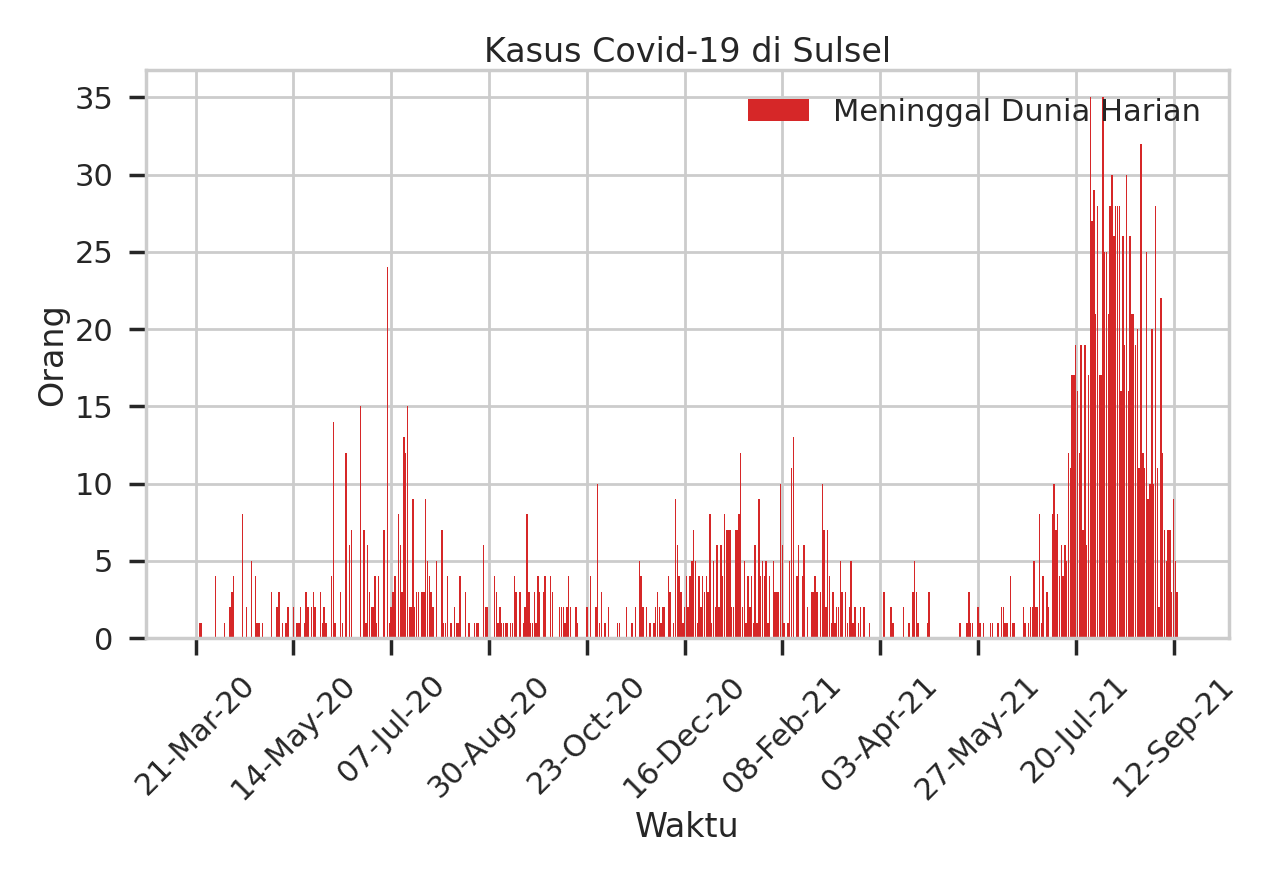 Kasus Covid-19 di Sulsel
Meninggal Dunia Harian
Orang
35
30
25
20
15
10
5
0
21-Mar-20
14-May-20
07-Jul-20
30-Aug-20
23-Oct-20
16-Dec-20
08-Feb-21
03-Apr-21
27-May-21
20-Jul-21
12-Sep-21
Waktu